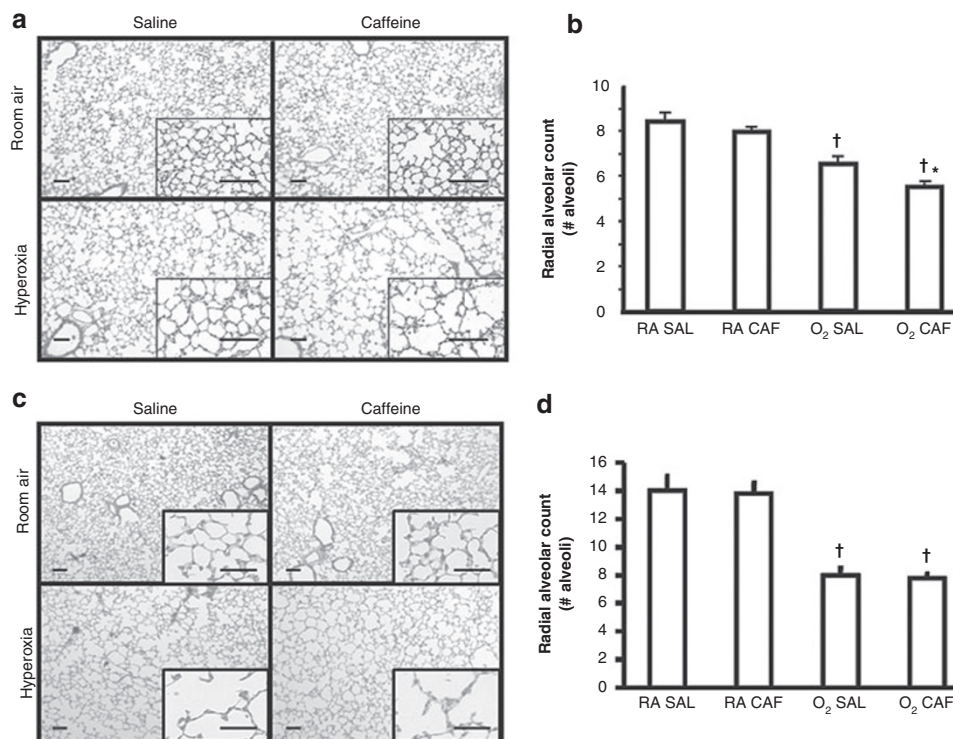 a
Saline
Caffeine
Room air
Hyperoxia
b
Radial alveolar count
(# alveoli)
10
8
6
4
2
0
†
† *
RA SAL
RA CAF
O₂ SAL
O₂ CAF
c
Saline
Caffeine
Room air
Hyperoxia
d
Radial alveolar count
(# alveoli)
16
14
12
10
8
6
4
2
0
†
†
RA SAL
RA CAF
O₂ SAL
O₂ CAF